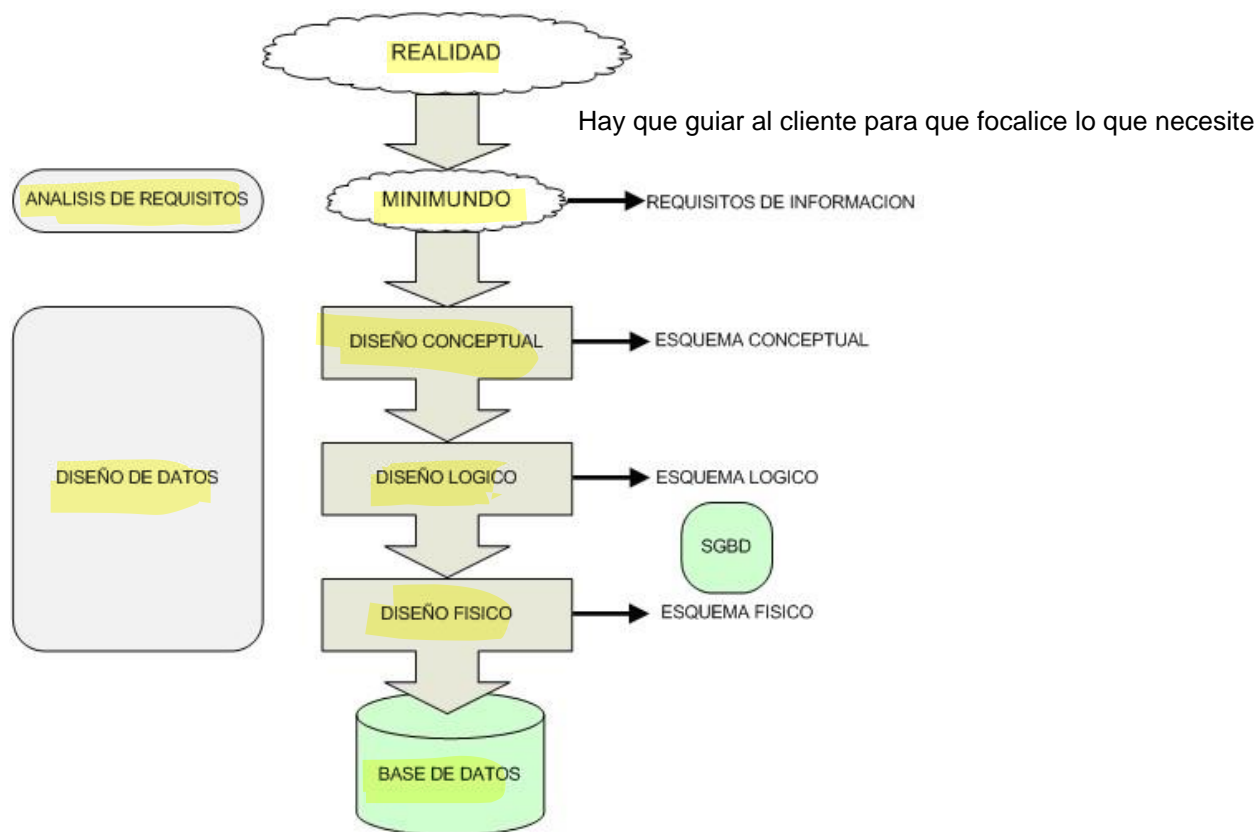 REALIDAD
Hay que guiar al cliente para que focalice lo que necesite
ANALISIS DE REQUISITOS
MINIMUNDO
REQUISITOS DE INFORMACION
DISEÑO CONCEPTUAL
ESQUEMA CONCEPTUAL
DISEÑO DE DATOS
DISEÑO LOGICO
ESQUEMA LOGICO
SGBD
DISEÑO FISICO
ESQUEMA FISICO
BASE DE DATOS